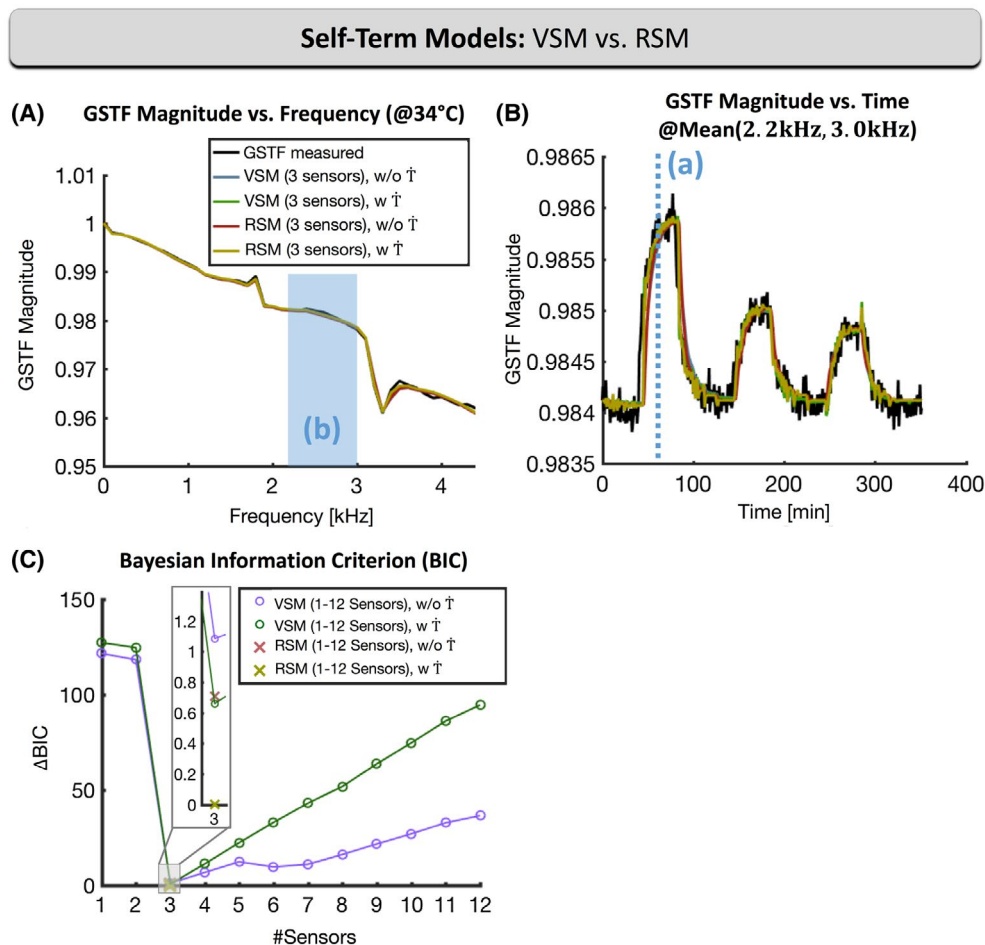 Self-Term Models: VSM vs. RSM
(A) GSTF Magnitude vs. Frequency (@34°C)
GSTF measured
VSM (3 sensors), w/o Ṫ
VSM (3 sensors), w Ṫ
RSM (3 sensors), w/o Ṫ
RSM (3 sensors), w Ṫ
1.01
1
0.99
0.98
0.97
0.96
0.95
GSTF Magnitude
(b)
0 1 2 3 4
Frequency [kHz]
(B) GSTF Magnitude vs. Time
@Mean(2.2kHz, 3.0kHz)
(a)
0.9865
0.986
0.9855
0.985
0.9845
0.984
0.9835
GSTF Magnitude
0 100 200 300 400
Time [min]
(C) Bayesian Information Criterion (BIC)
VSM (1-12 Sensors), w/o Ṫ
VSM (1-12 Sensors), w Ṫ
RSM (1-12 Sensors), w/o Ṫ
RSM (1-12 Sensors), w Ṫ
1.2
1
0.8
0.6
0.4
0.2
0
3
150
100
50
0
ΔBIC
1 2 3 4 5 6 7 8 9 10 11 12
#Sensors